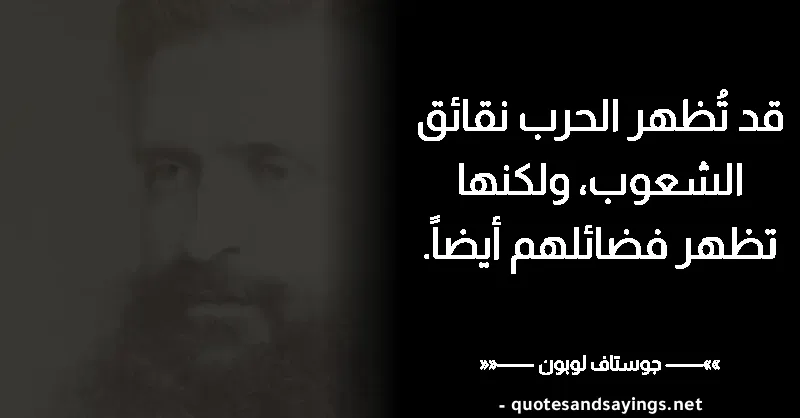 قد تُظهر الحرب نقائق
الشعوب، ولكنها
تظهر فضائلهم أيضاً.
»»—— جوستاف لوبون ——««
- quotesandsayings.net